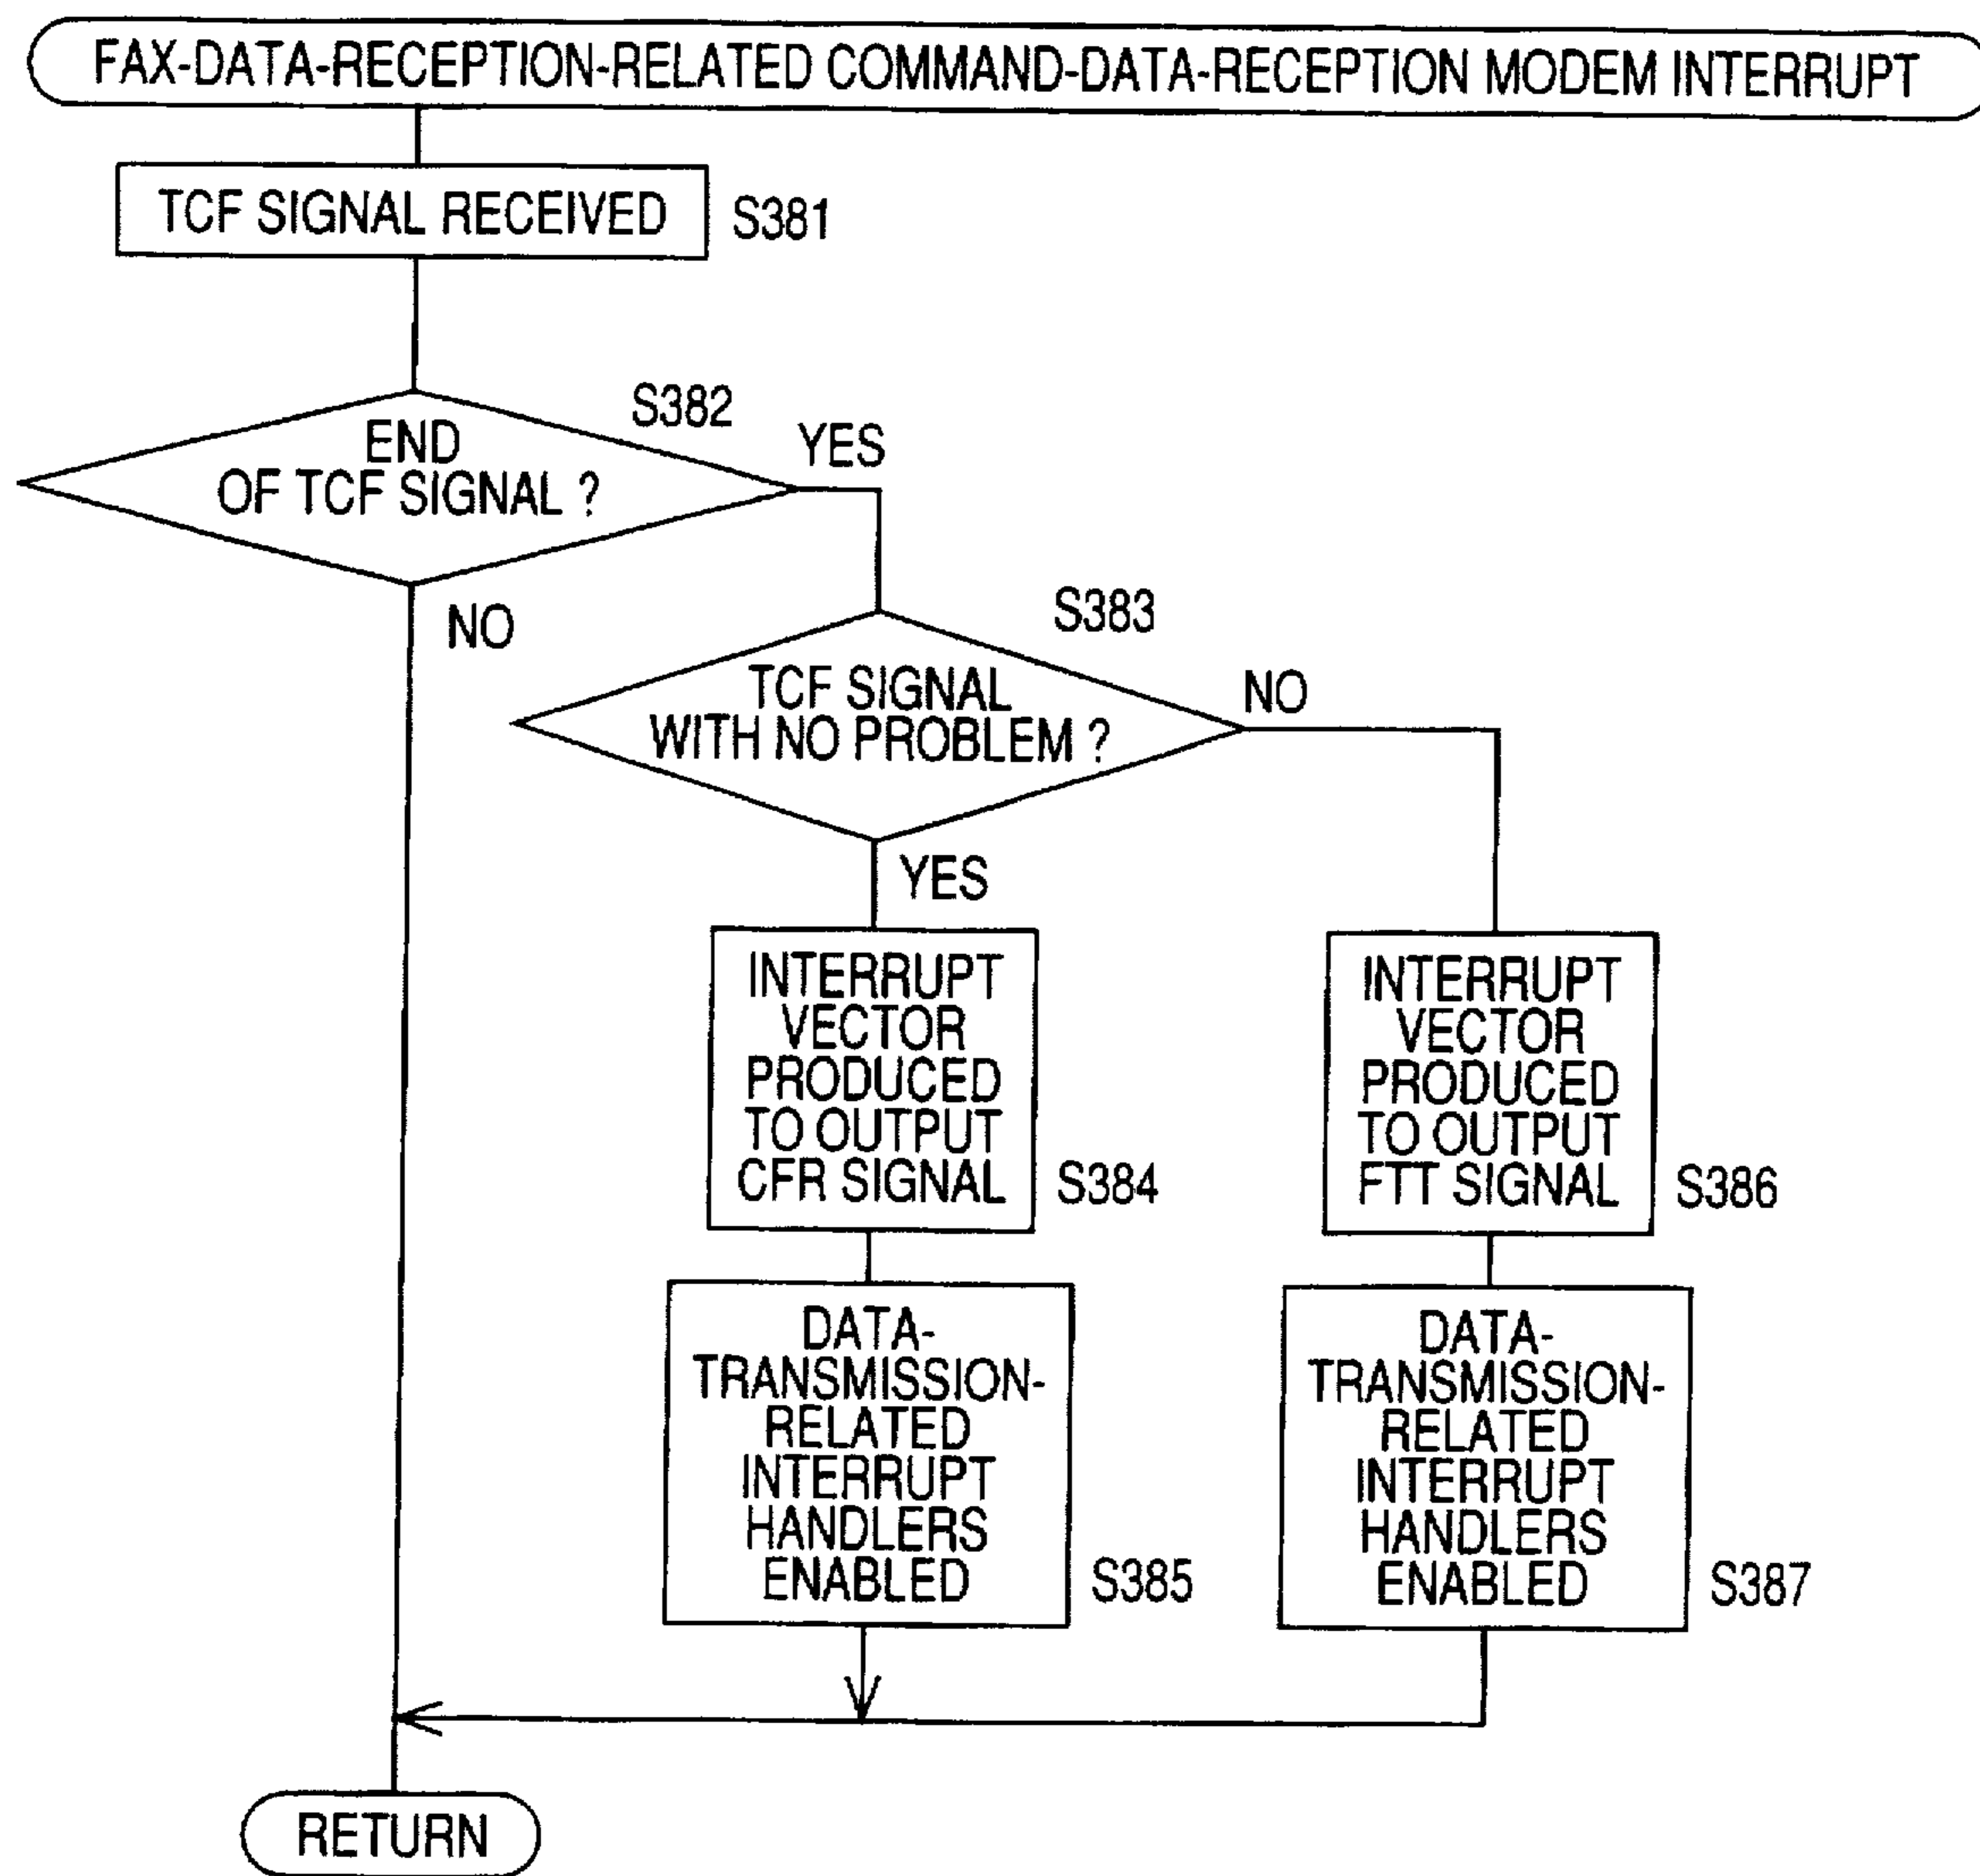 FAX-DATA-RECEPTION-RELATED COMMAND-DATA-RECEPTION MODEM INTERRUPT
TCF SIGNAL RECEIVED
S381
S382
END
OF TCF SIGNAL ?
YES
NO
S383
TCF SIGNAL
WITH NO PROBLEM ?
NO
YES
INTERRUPT
VECTOR
PRODUCED
TO OUTPUT
CFR SIGNAL
S384
INTERRUPT
VECTOR
PRODUCED
TO OUTPUT
FTT SIGNAL
S386
DATA-
TRANSMISSION-
RELATED
INTERRUPT
HANDLERS
ENABLED
S385
DATA-
TRANSMISSION-
RELATED
INTERRUPT
HANDLERS
ENABLED
S387
RETURN